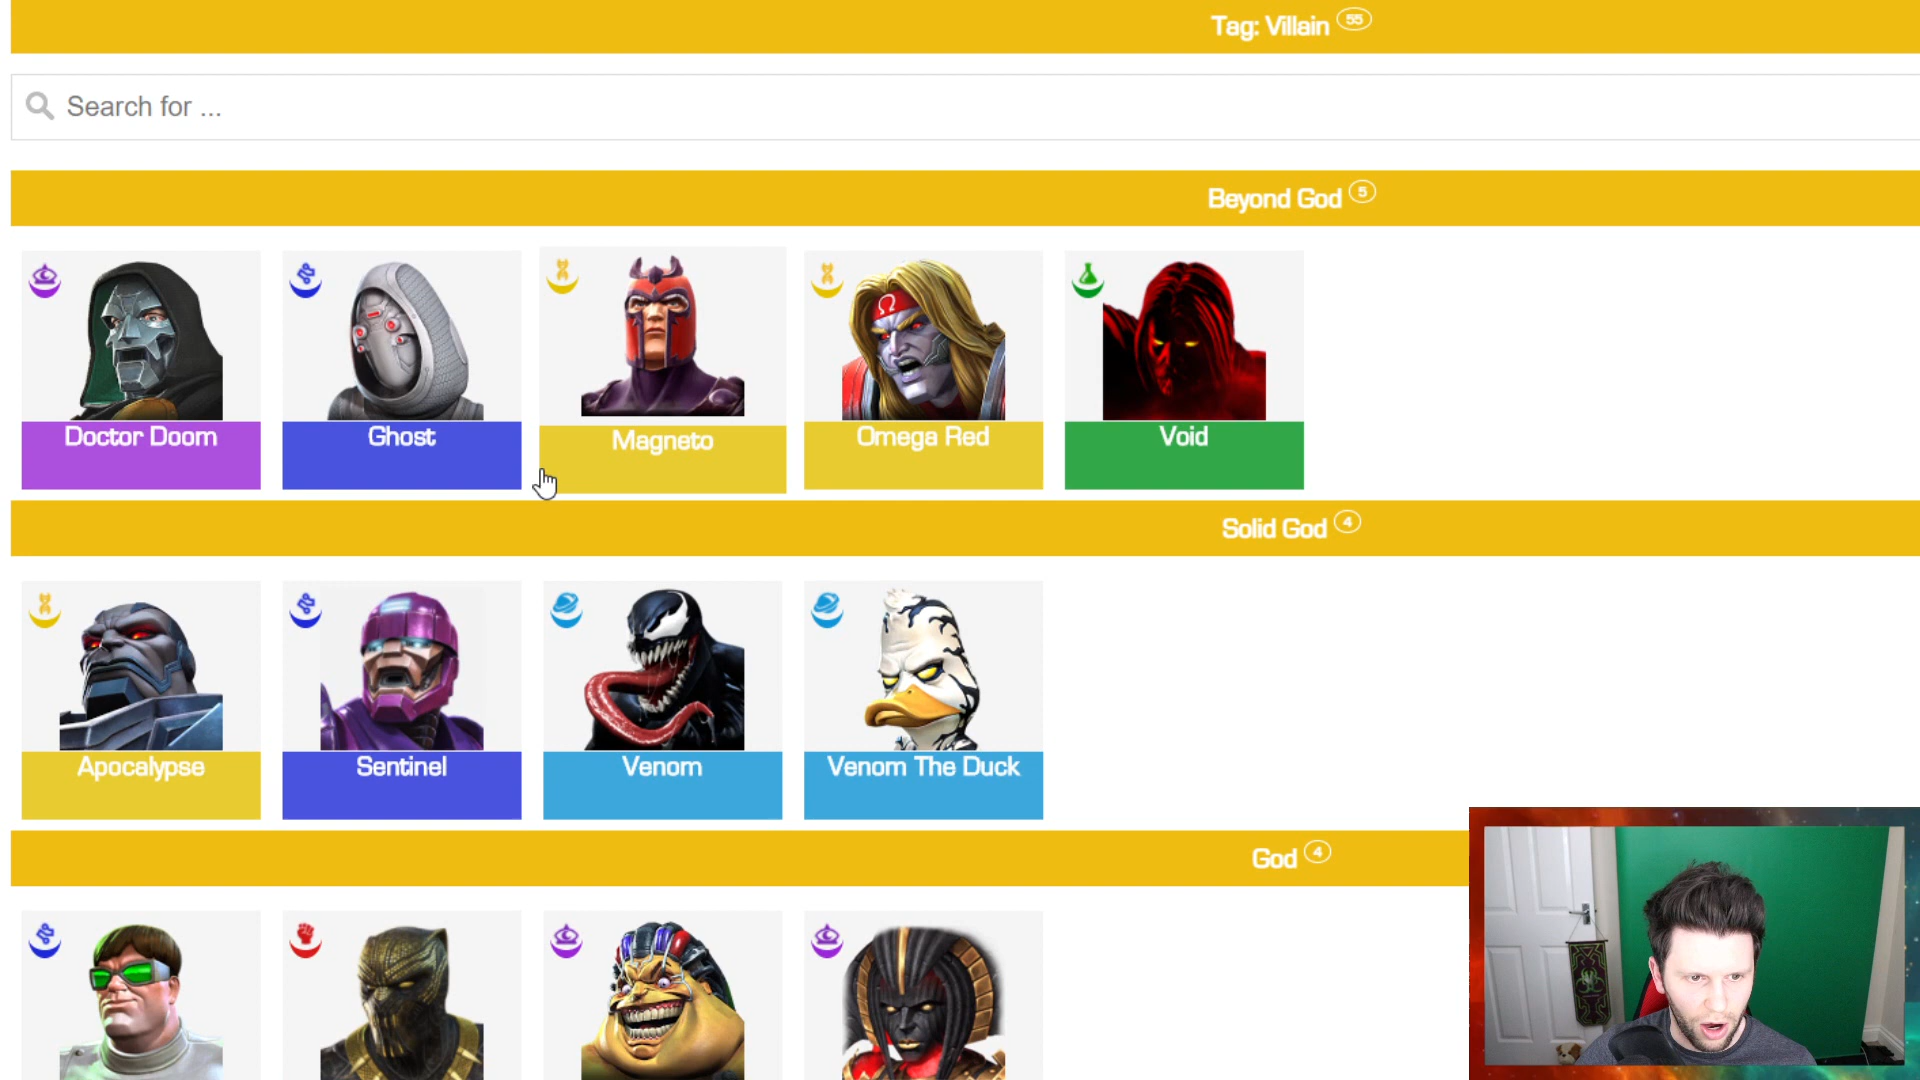 Tag: Villain 55
Search for ...
Beyond God 5
Doctor Doom
Ghost
Magneto
Omega Red
Void
Solid God 4
Apocalypse
Sentinel
Venom
Venom The Duck
God 4